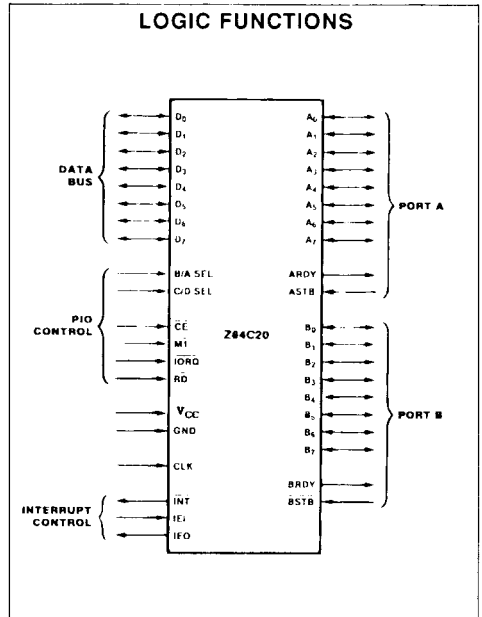 LOGIC FUNCTIONS
DATA
BUS
D0
D1
D2
D3
D4
D5
D6
D7
PIO
CONTROL
B/A SEL
C/D SEL
CE
M1
IORQ
RD
VCC
GND
CLK
INTERRUPT
CONTROL
INT
IEI
IEO
Z84C20
A0
A1
A2
A3
A4
A5
A6
A7
ARDY
ASTB
PORT A
B0
B1
B2
B3
B4
B5
B6
B7
BRDY
BSTB
PORT B